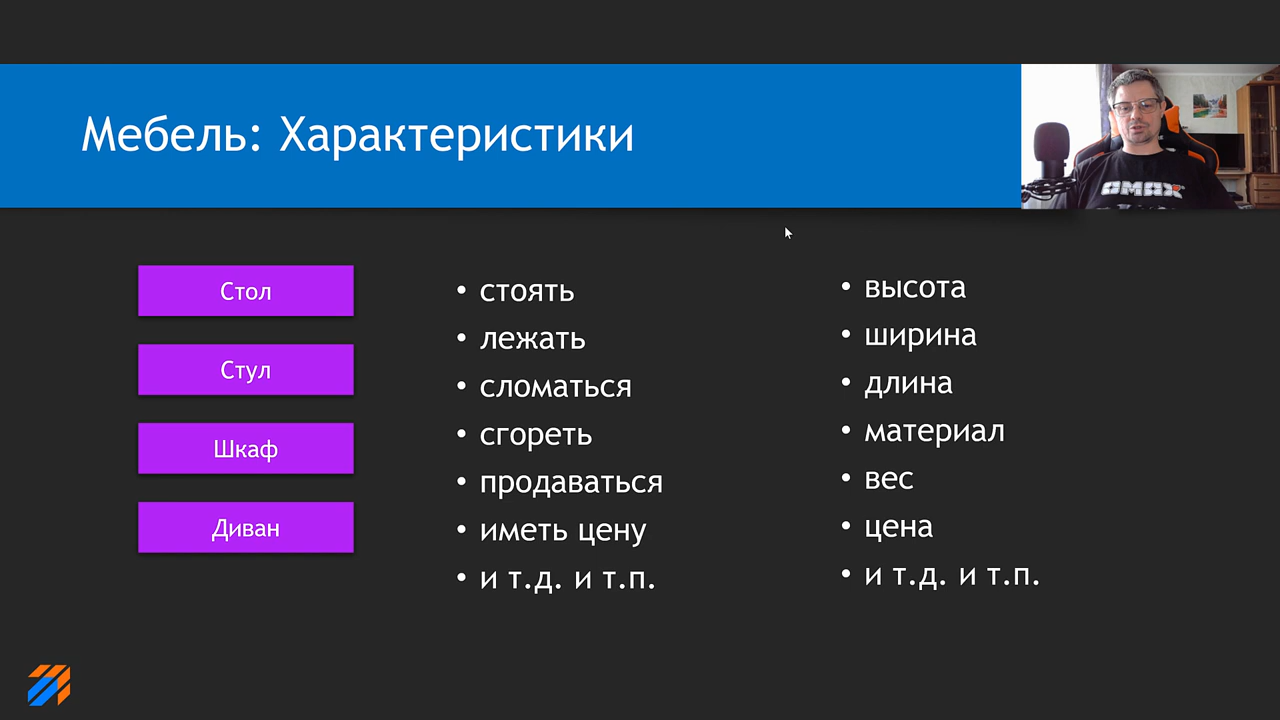 Мебель: Характеристики
OMAX
Стол
Стул
Шкаф
Диван
• стоять
• лежать
• сломаться
• сгореть
• продаваться
• иметь цену
• и т.д. и т.п.
• высота
• ширина
• длина
• материал
• вес
• цена
• и т.д. и т.п.